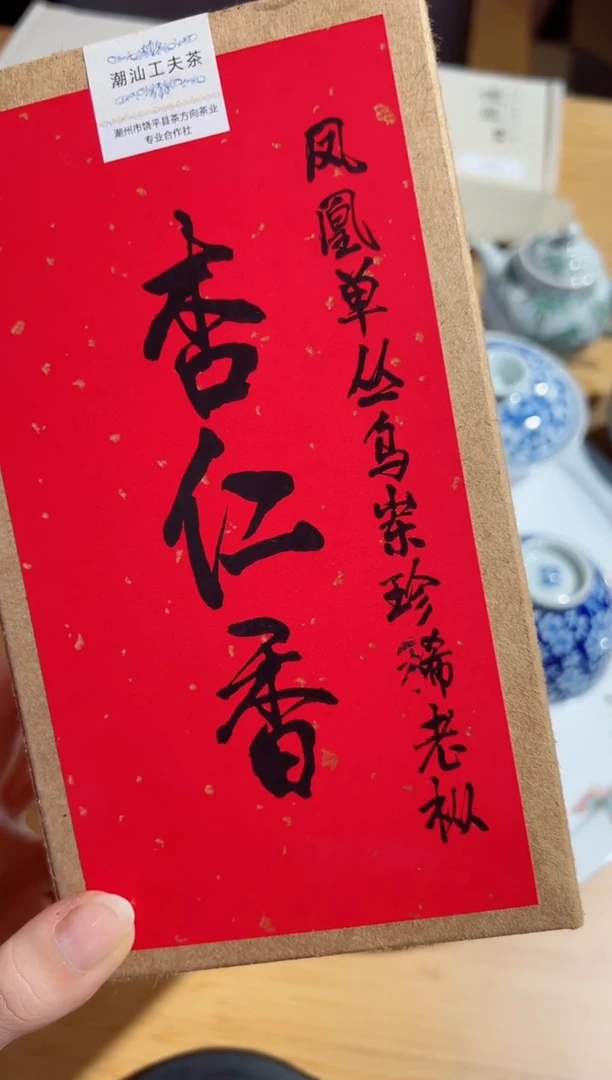 潮汕工夫茶
潮州市饶平县茶方向茶业
专业合作社
凤凰单丛乌岽珍稀老枞
杏仁香